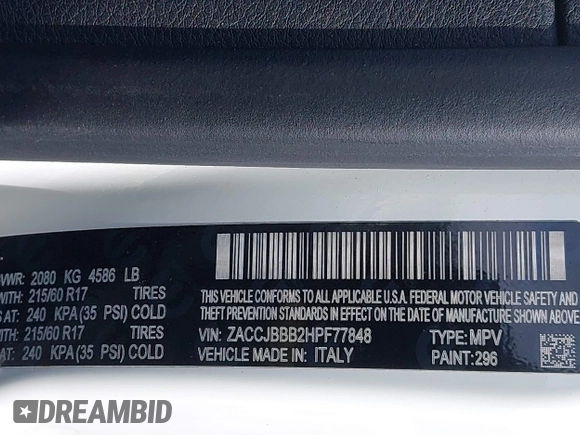 GVWR: 2080 KG 4586 LB
WITH: 215/60 R17 TIRES
AT: 240 KPA(35 PSI) COLD
WITH: 215/60 R17 TIRES
AT: 240 KPA(35 PSI) COLD
THIS VEHICLE CONFORMS TO ALL APPLICABLE U.S.A. FEDERAL MOTOR VEHICLE SAFETY AND
THEFT PREVENTION STANDARDS IN EFFECT ON THE DATE OF MANUFACTURE SHOWN ABOVE.
VIN: ZACCJBBB2HPF77848 TYPE: MPV
VEHICLE MADE IN: ITALY PAINT: 296
DREAMBID